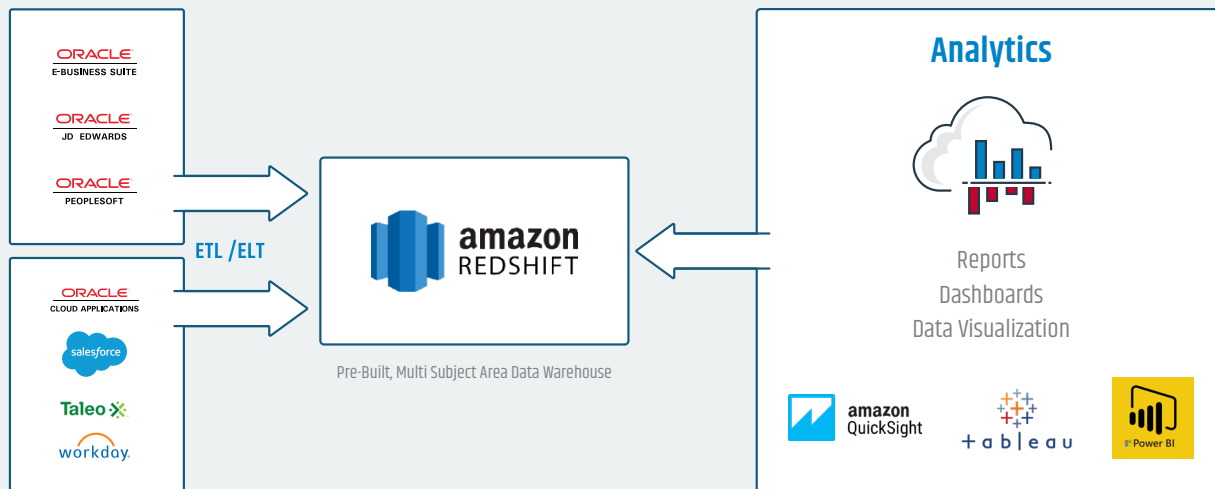 ORACLE
E-BUSINESS SUITE
ORACLE
JD EDWARDS
ORACLE
PEOPLESOFT
ETL /ELT
ORACLE
CLOUD APPLICATIONS
salesforce
Taleo
workday.
amazon
REDSHIFT
Pre-Built, Multi Subject Area Data Warehouse
Analytics
Reports
Dashboards
Data Visualization
amazon
QuickSight
tableau
Power BI